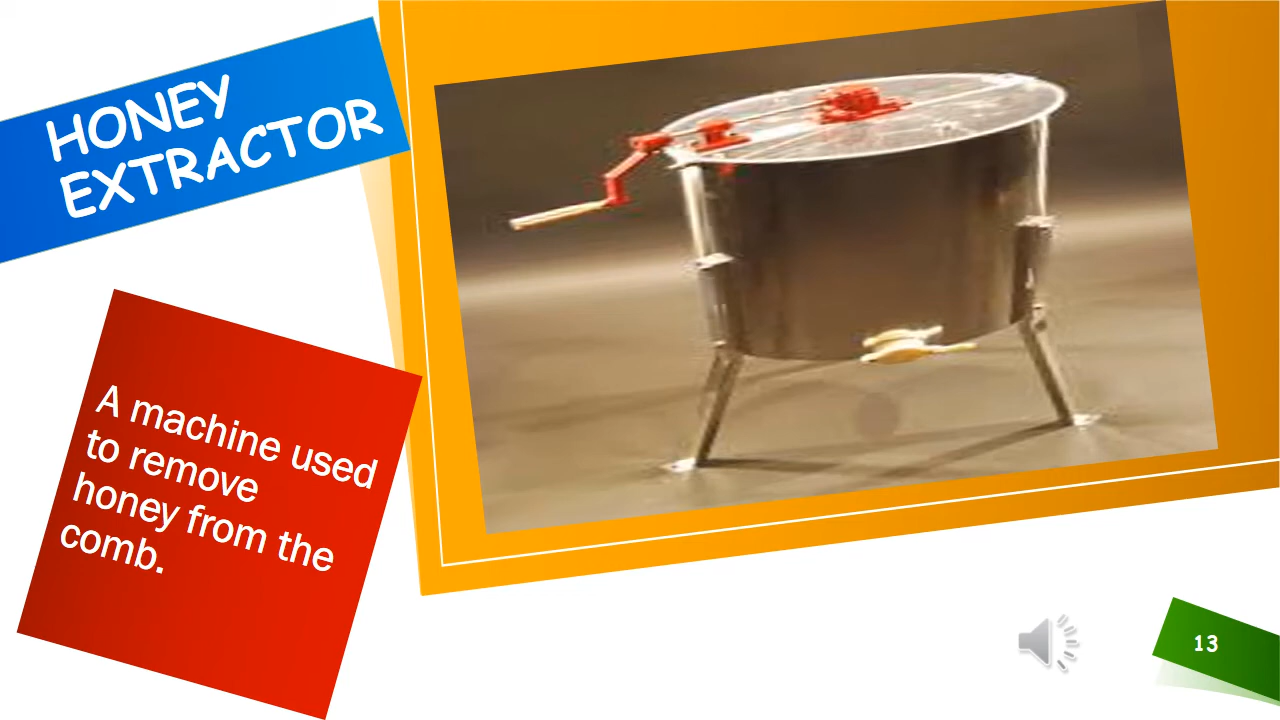 HONEY
EXTRACTOR
A machine used
to remove
honey from the
comb.
13